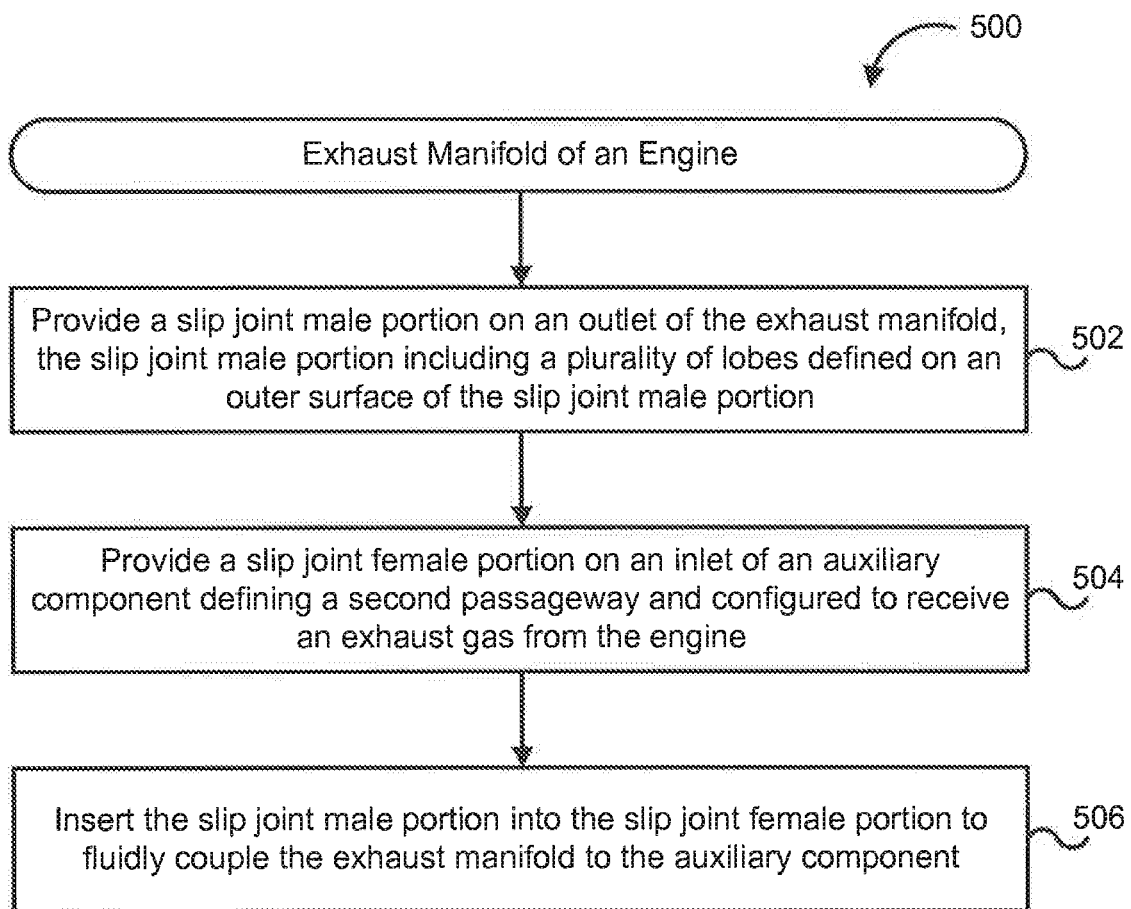 500
Exhaust Manifold of an Engine
Provide a slip joint male portion on an outlet of the exhaust manifold,
the slip joint male portion including a plurality of lobes defined on an
outer surface of the slip joint male portion
502
Provide a slip joint female portion on an inlet of an auxiliary
component defining a second passageway and configured to receive
an exhaust gas from the engine
504
Insert the slip joint male portion into the slip joint female portion to
fluidly couple the exhaust manifold to the auxiliary component
506